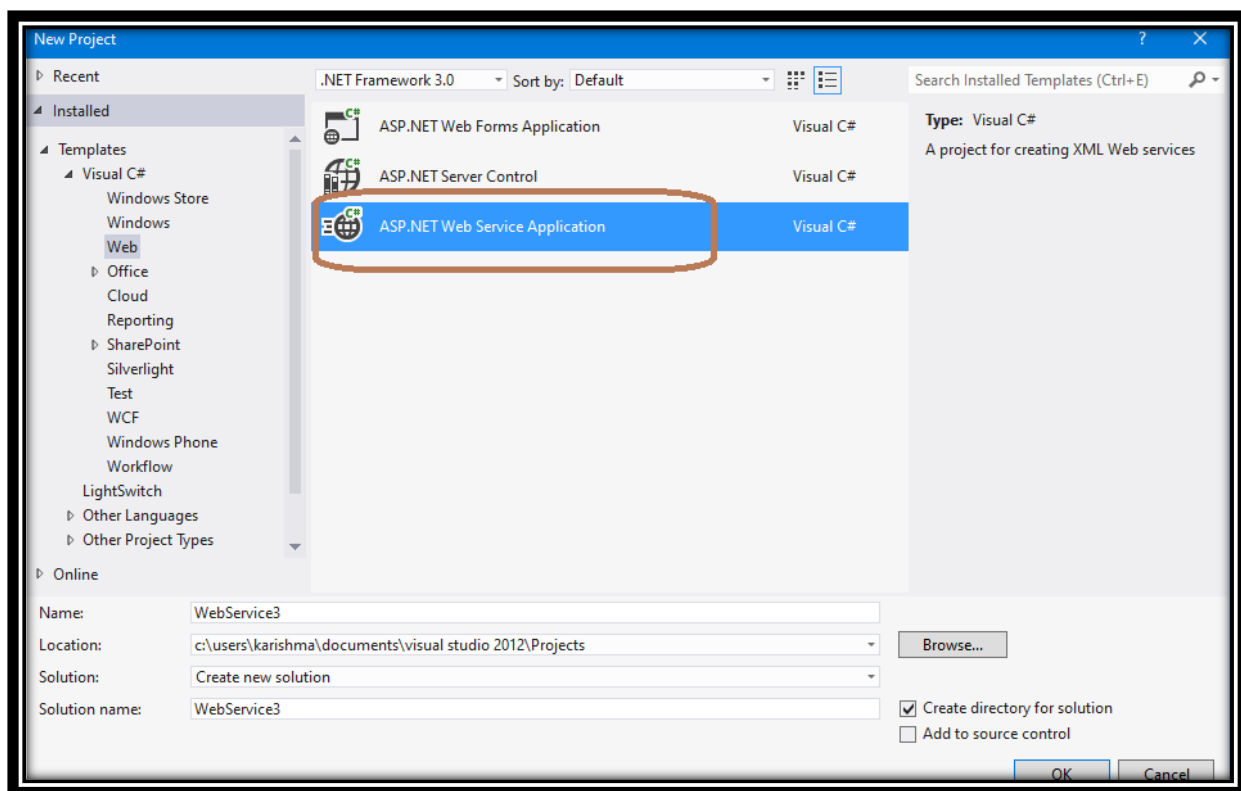 New Project
? ×
Recent
.NET Framework 3.0 Sort by: Default
Search Installed Templates (Ctrl+E)
Installed
Templates
Visual C#
Windows Store
Windows
Web
Office
Cloud
Reporting
SharePoint
Silverlight
Test
WCF
Windows Phone
Workflow
LightSwitch
Other Languages
Other Project Types
Online
C# ASP.NET Web Forms Application Visual C#
C# ASP.NET Server Control Visual C#
C# ASP.NET Web Service Application Visual C#
Type: Visual C#
A project for creating XML Web services
Name: WebService3
Location: c:\users\karishma\documents\visual studio 2012\Projects
Browse...
Solution: Create new solution
Solution name: WebService3
Create directory for solution
Add to source control
OK Cancel